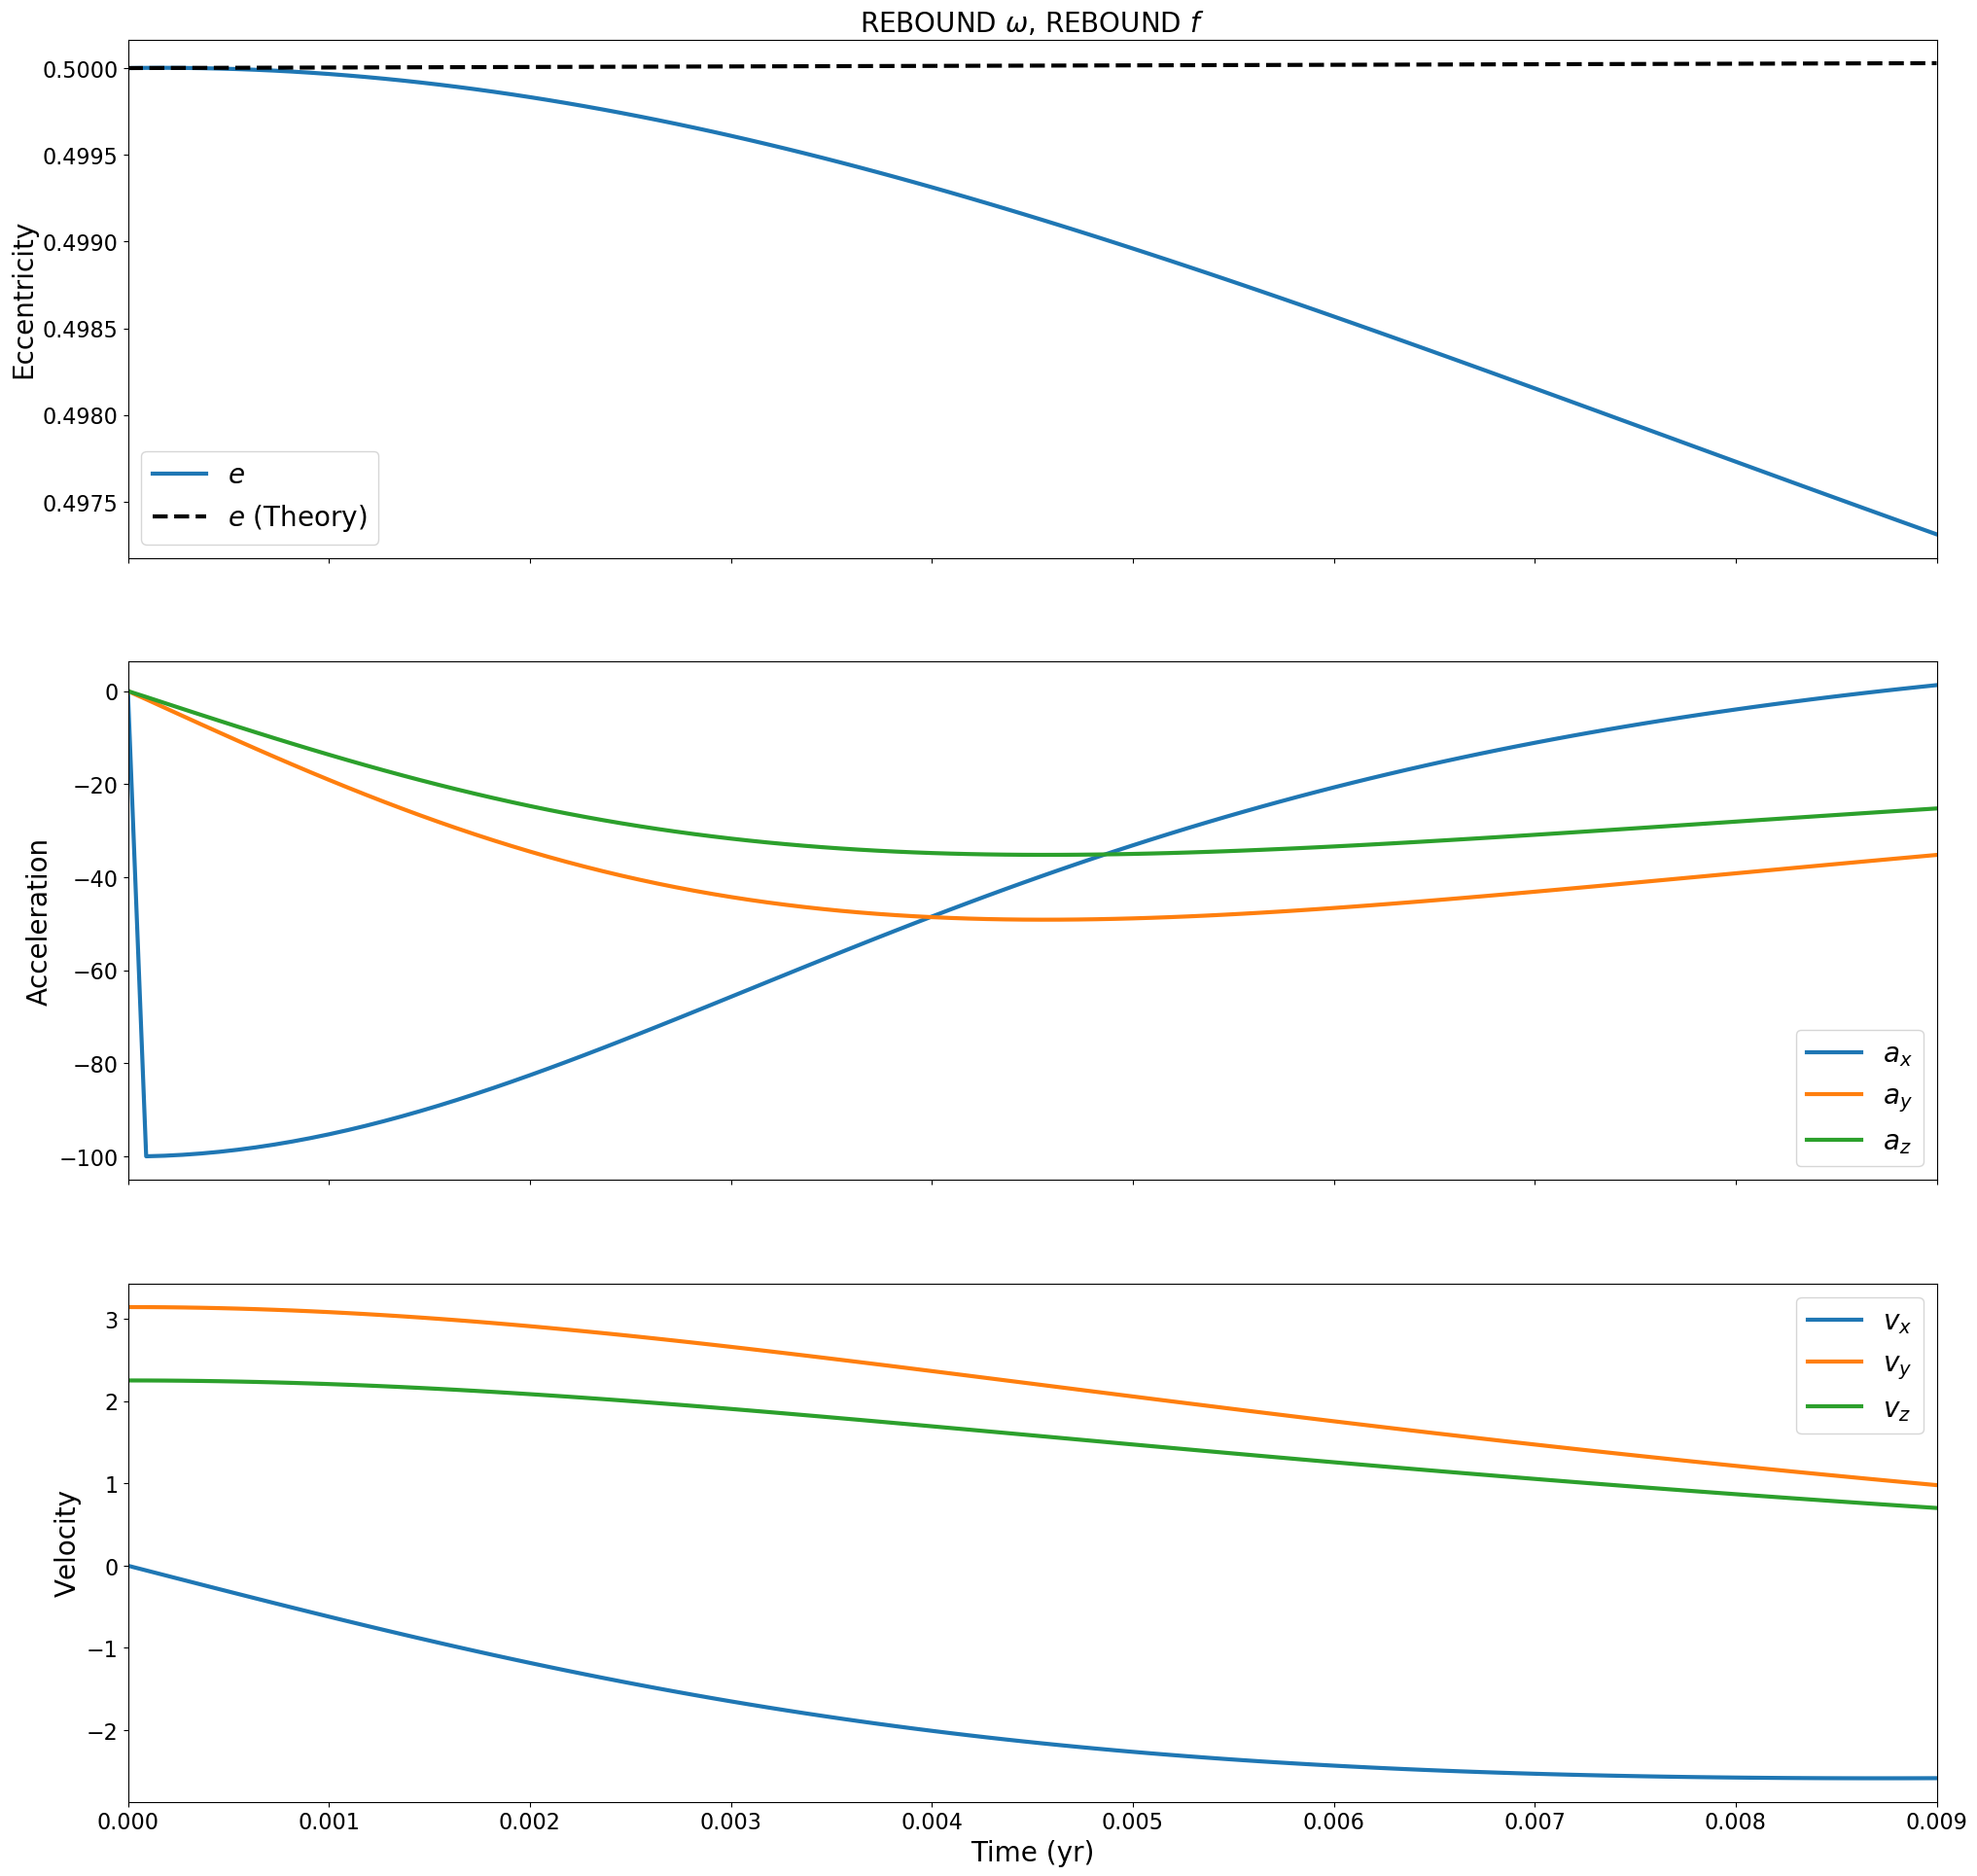 REBOUND ω, REBOUND f
Eccentricity
0.5000
0.4995
0.4990
0.4985
0.4980
0.4975
e
e (Theory)
Acceleration
0
−20
−40
−60
−80
−100
a_x
a_y
a_z
Velocity
3
2
1
0
−1
−2
v_x
v_y
v_z
0.000 0.001 0.002 0.003 0.004 0.005 0.006 0.007 0.008 0.009
Time (yr)